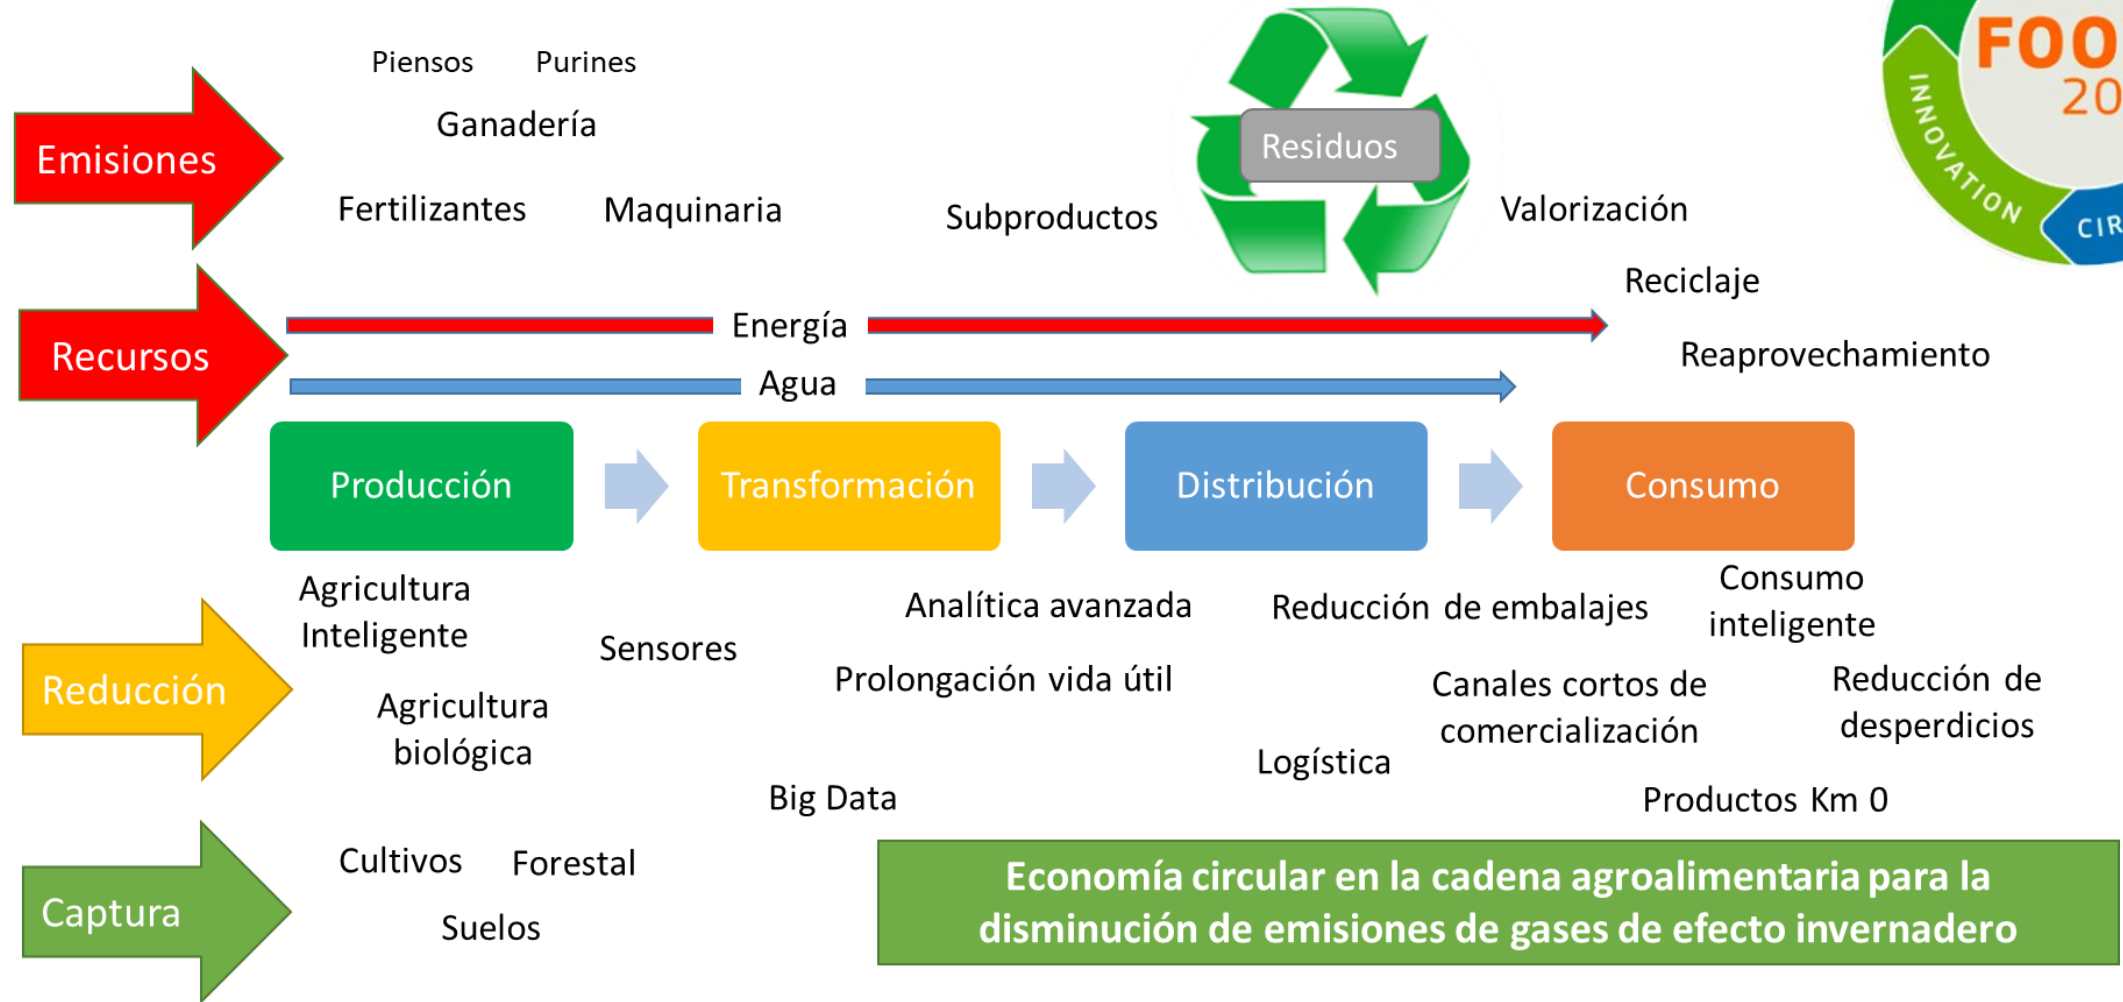 Piensos
Purines
Ganadería
Emisiones
Fertilizantes
Maquinaria
Subproductos
Residuos
Valorización
INNOVATION
Reciclaje
Recursos
Energía
Reaprovechamiento
Agua
Producción
Transformación
Distribución
Consumo
Agricultura
Inteligente
Sensores
Analítica avanzada
Reducción de embalajes
Consumo
inteligente
Reducción
Agricultura
biológica
Prolongación vida útil
Canales cortos de
comercialización
Reducción de
desperdicios
Logística
Big Data
Productos Km 0
Captura
Cultivos
Forestal
Suelos
Economía circular en la cadena agroalimentaria para la
disminución de emisiones de gases de efecto invernadero